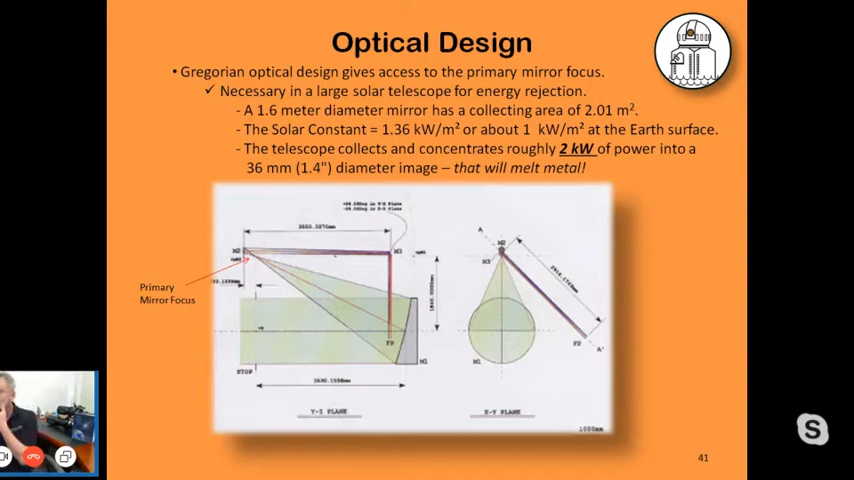 Optical Design
• Gregorian optical design gives access to the primary mirror focus.
✓ Necessary in a large solar telescope for energy rejection.
- A 1.6 meter diameter mirror has a collecting area of 2.01 m².
- The Solar Constant = 1.36 kW/m² or about 1 kW/m² at the Earth surface.
- The telescope collects and concentrates roughly 2 kW of power into a
36 mm (1.4") diameter image – that will melt metal!
M2
M3
Primary
Mirror Focus
FP
M1
STOP
Y-Z PLANE
A
M2
M3
M1
FP
A'
X-Y PLANE
1000mm
41
S